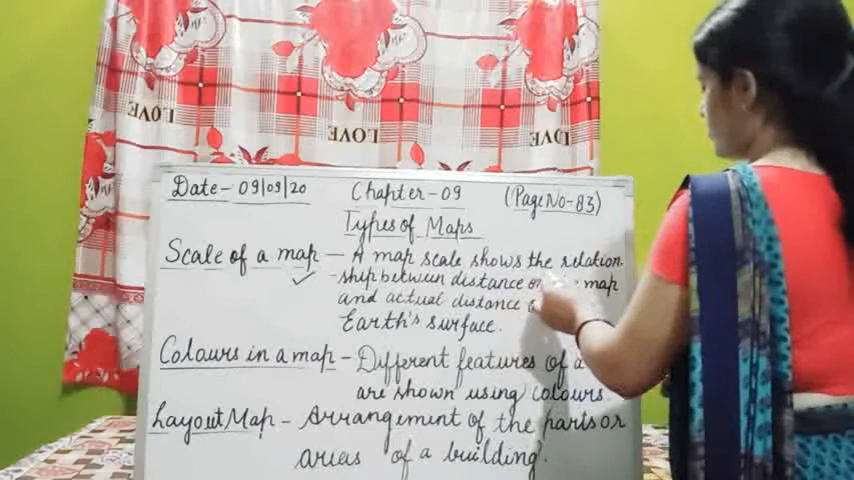 LOVE LOVE LOVE
Date- 09/09/20 Chapter-09 (Page No-83)
Types of Maps
Scale of a map - A map scale shows the relation-
-ship between distance on map
and actual distance
Earth's surface.
Colours in a map - Different features of a
are shown using colours.
Layout Map - Arrangement of the parts or
areas of a building.